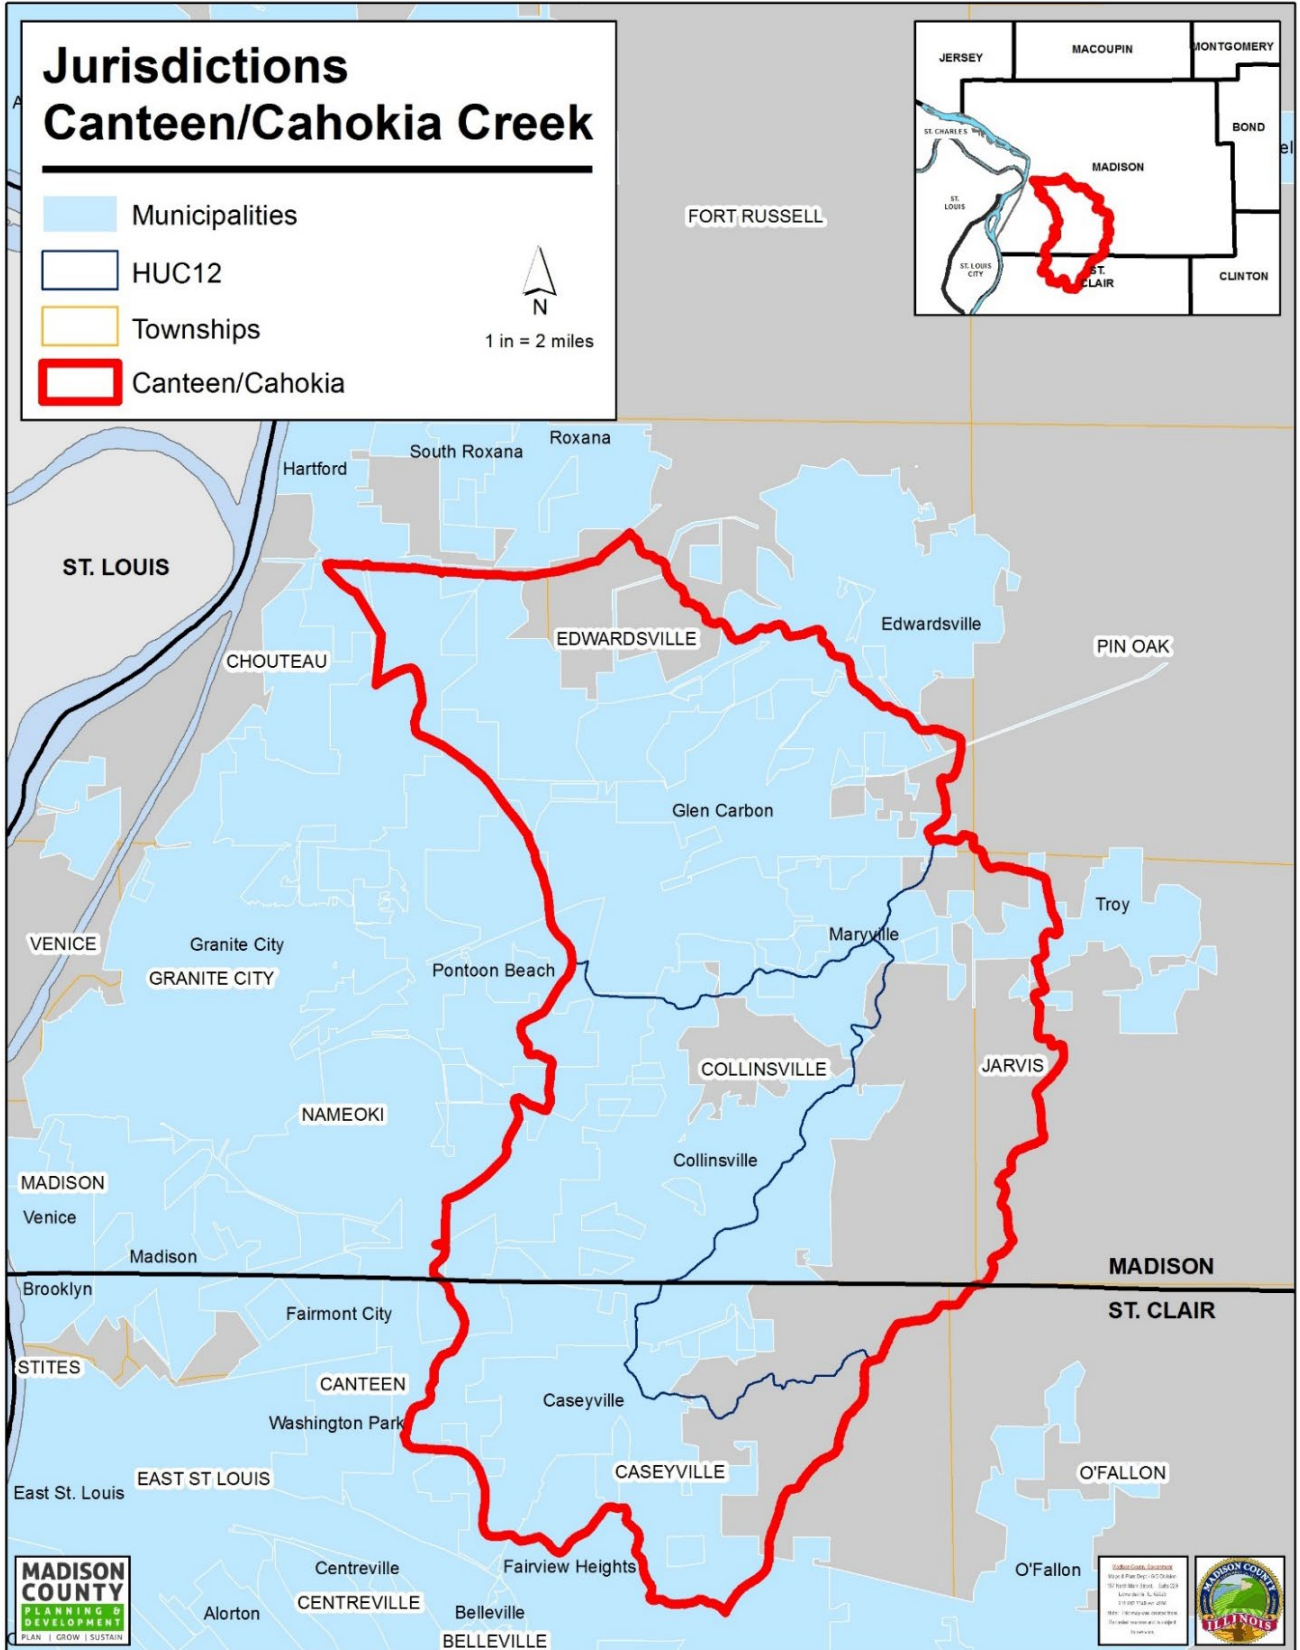 Jurisdictions
Canteen/Cahokia Creek
Municipalities
HUC12
Townships
Canteen/Cahokia
N
1 in = 2 miles
JERSEY
MACOUPIN
MONTGOMERY
ST. CHARLES
BOND
MADISON
ST. LOUIS
ST. LOUIS CITY
ST. CLAIR
CLINTON
A
el
FORT RUSSELL
Roxana
South Roxana
Hartford
ST. LOUIS
Edwardsville
EDWARDSVILLE
PIN OAK
CHOUTEAU
Glen Carbon
Troy
Maryville
VENICE
Granite City
GRANITE CITY
Pontoon Beach
COLLINSVILLE
JARVIS
NAMEOKI
Collinsville
MADISON
Venice
Madison
MADISON
Brooklyn
ST. CLAIR
Fairmont City
STITES
CANTEEN
Caseyville
Washington Park
CASEYVILLE
O'FALLON
EAST ST LOUIS
East St. Louis
Centreville
Fairview Heights
O'Fallon
CENTREVILLE
Alorton
Belleville
BELLEVILLE
MADISON
COUNTY
PLANNING &
DEVELOPMENT
PLAN | GROW | SUSTAIN
MADISON COUNTY
ILLINOIS